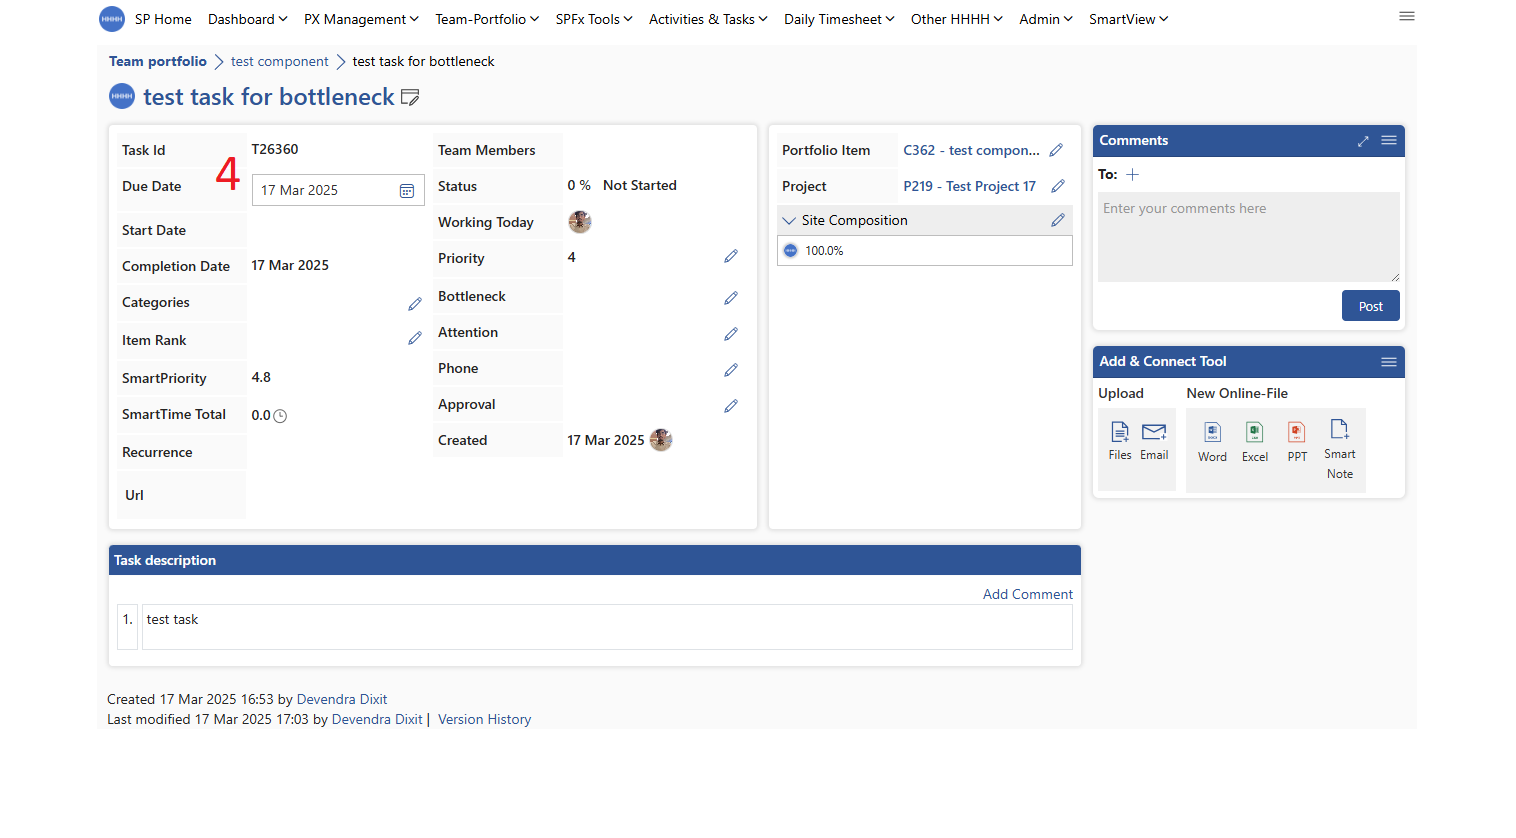 SP Home Dashboard PX Management Team-Portfolio SPFx Tools Activities & Tasks Daily Timesheet Other HHHH Admin SmartView
Team portfolio test component test task for bottleneck
HHHH test task for bottleneck
Task Id T26360
4
Due Date 17 Mar 2025
Start Date
Completion Date 17 Mar 2025
Categories
Item Rank
SmartPriority 4.8
SmartTime Total 0.0
Recurrence
Url
Team Members
Status 0 % Not Started
Working Today
Priority 4
Bottleneck
Attention
Phone
Approval
Created 17 Mar 2025
Portfolio Item C362 - test compon...
Project P219 - Test Project 17
Site Composition
100.0%
Comments
To:
Enter your comments here
Post
Add & Connect Tool
Upload New Online-File
Files Email Word Excel PPT Smart Note
Task description
Add Comment
1. test task
Created 17 Mar 2025 16:53 by Devendra Dixit
Last modified 17 Mar 2025 17:03 by Devendra Dixit | Version History